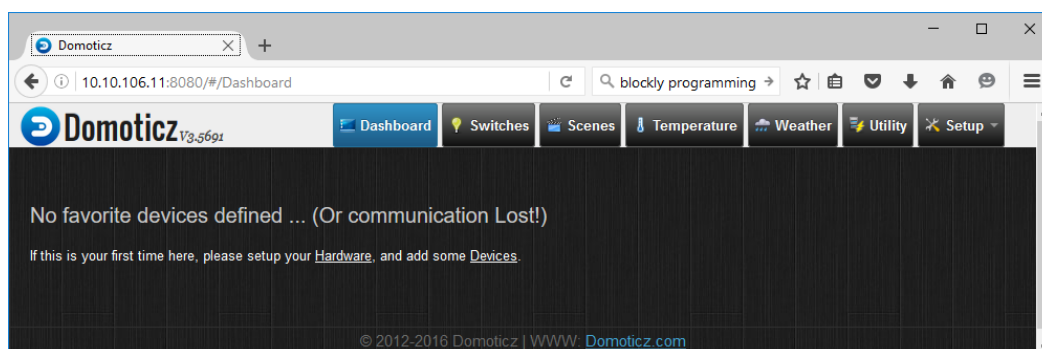 Domoticz
10.10.106.11:8080/#/Dashboard
blockly programming
Domoticz V3.5691
Dashboard
Switches
Scenes
Temperature
Weather
Utility
Setup
No favorite devices defined ... (Or communication Lost!)
If this is your first time here, please setup your Hardware, and add some Devices.
© 2012-2016 Domoticz | WWW: Domoticz.com